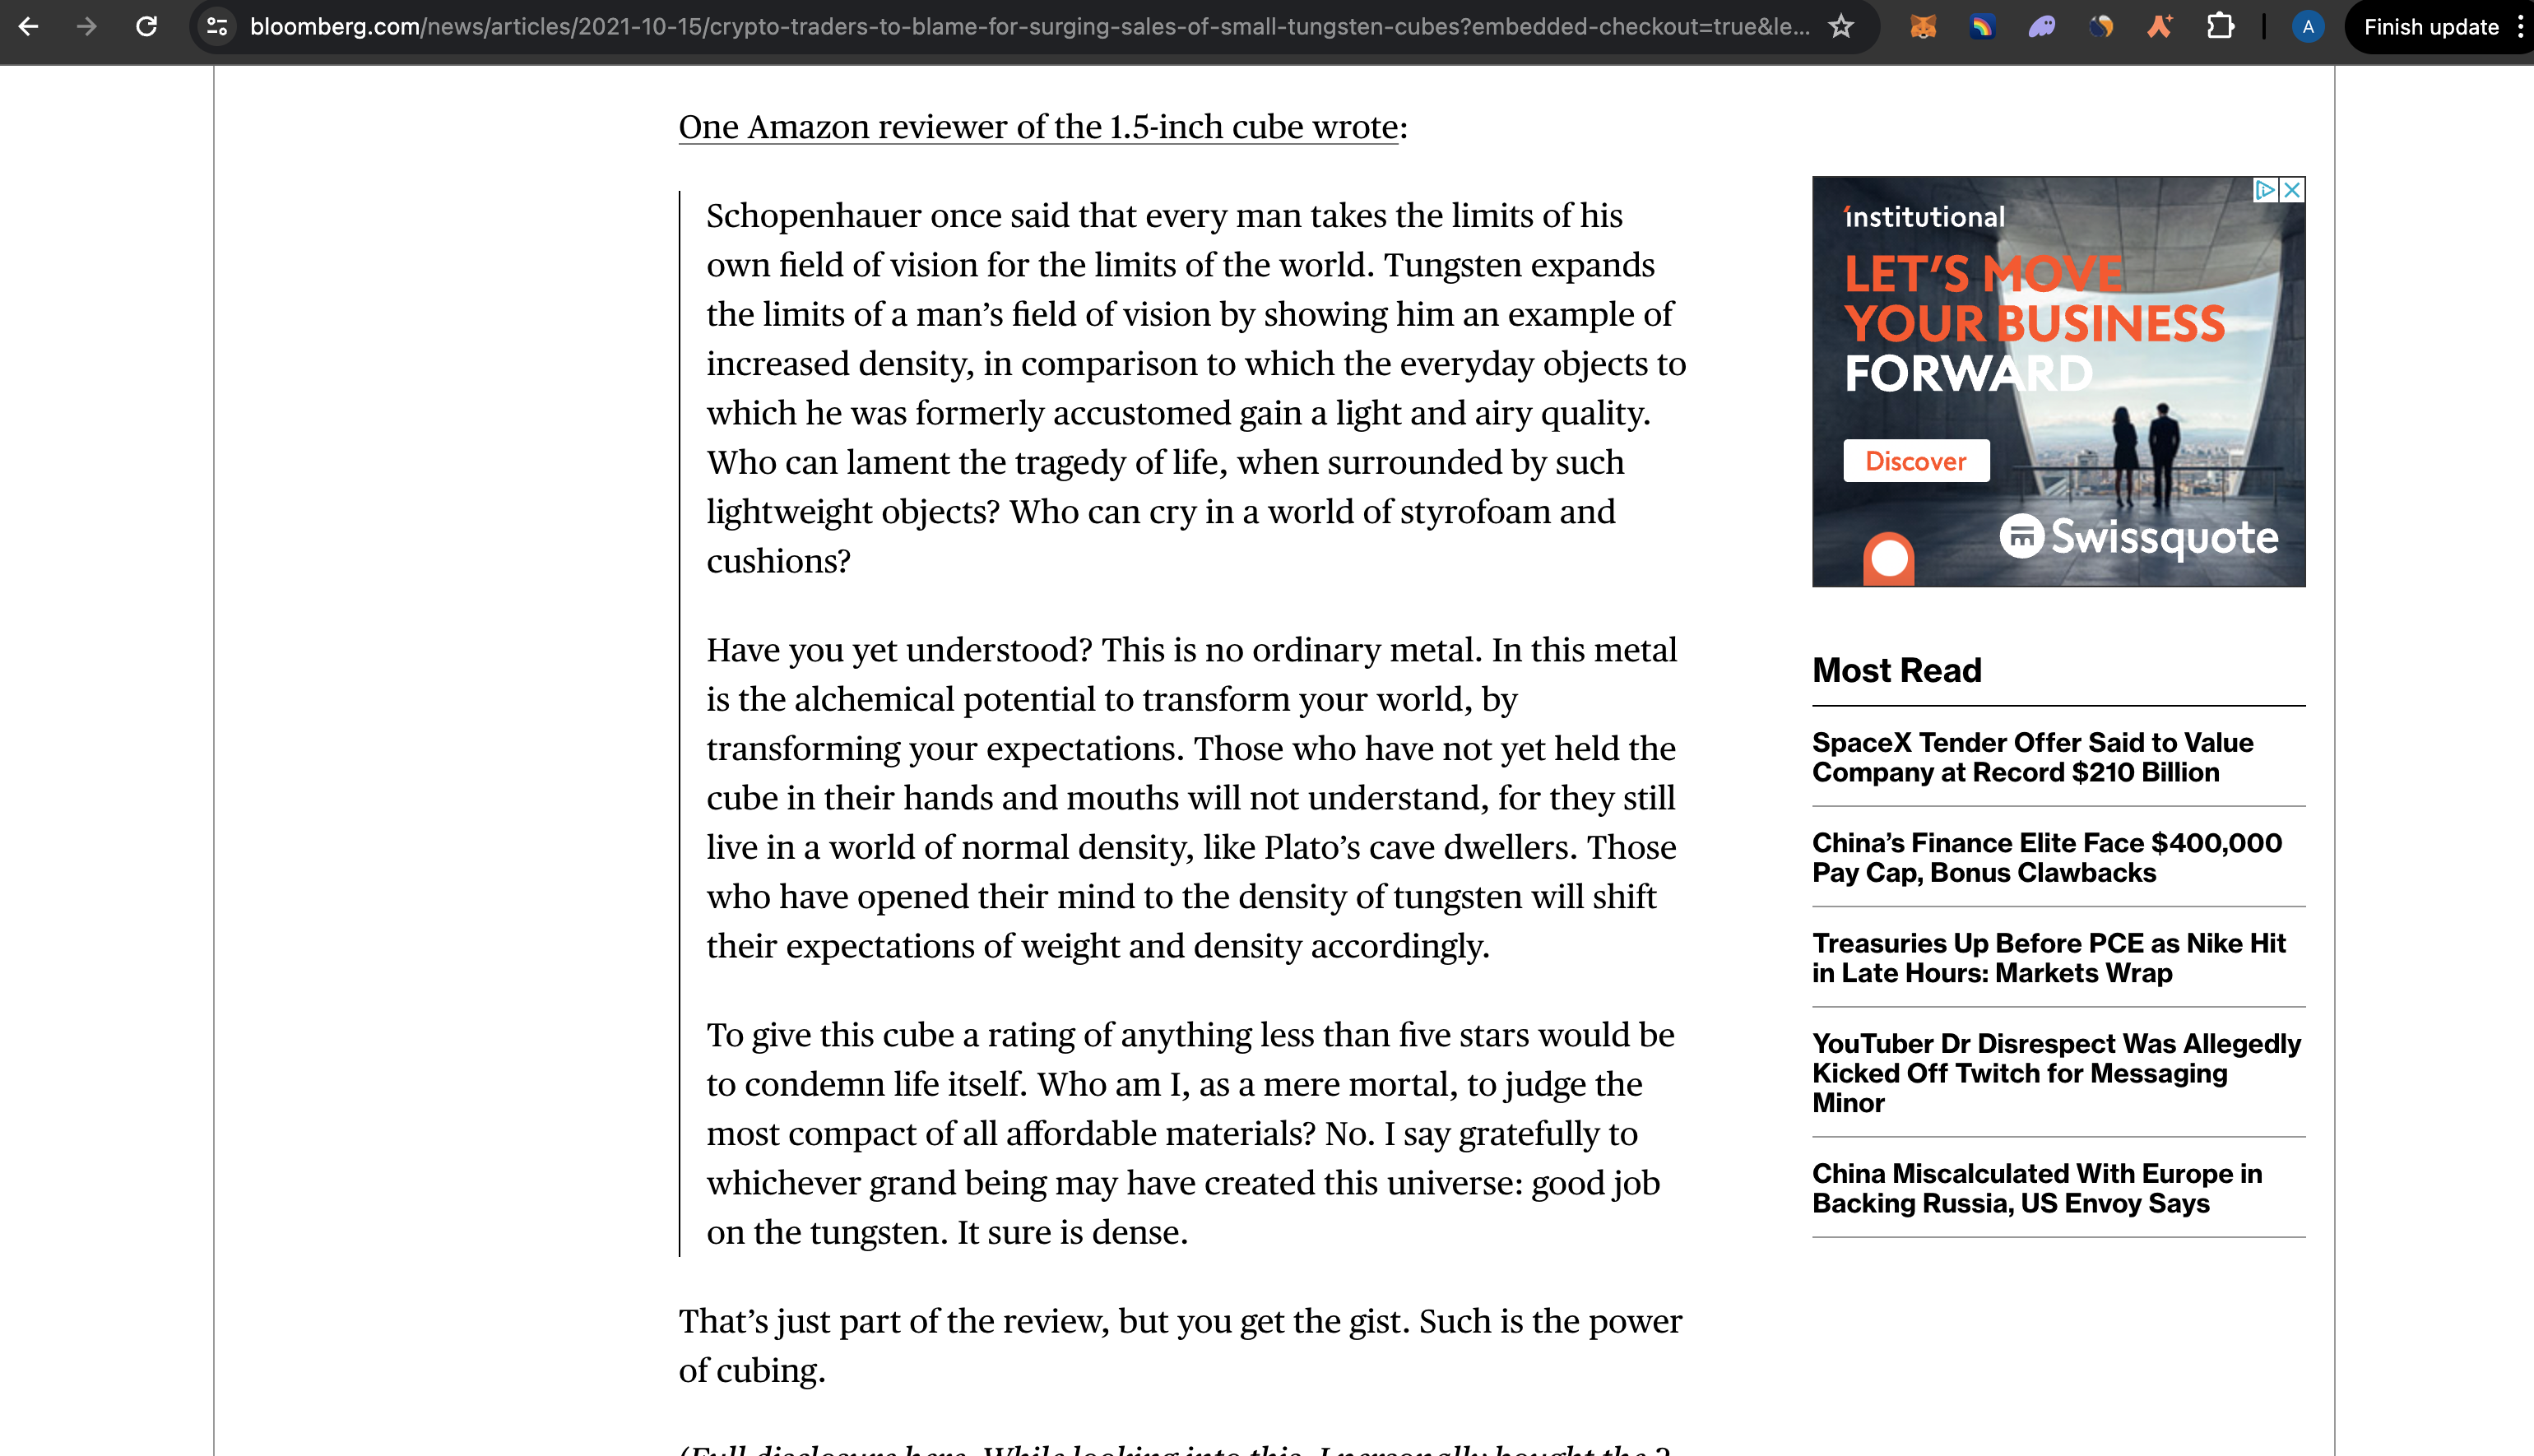 bloomberg.com/news/articles/2021-10-15/crypto-traders-to-blame-for-surging-sales-of-small-tungsten-cubes?embedded-checkout=true&le...
A
Finish update
One Amazon reviewer of the 1.5-inch cube wrote:
Schopenhauer once said that every man takes the limits of his
own field of vision for the limits of the world. Tungsten expands
the limits of a man’s field of vision by showing him an example of
increased density, in comparison to which the everyday objects to
which he was formerly accustomed gain a light and airy quality.
Who can lament the tragedy of life, when surrounded by such
lightweight objects? Who can cry in a world of styrofoam and
cushions?
Have you yet understood? This is no ordinary metal. In this metal
is the alchemical potential to transform your world, by
transforming your expectations. Those who have not yet held the
cube in their hands and mouths will not understand, for they still
live in a world of normal density, like Plato’s cave dwellers. Those
who have opened their mind to the density of tungsten will shift
their expectations of weight and density accordingly.
To give this cube a rating of anything less than five stars would be
to condemn life itself. Who am I, as a mere mortal, to judge the
most compact of all affordable materials? No. I say gratefully to
whichever grand being may have created this universe: good job
on the tungsten. It sure is dense.
That’s just part of the review, but you get the gist. Such is the power
of cubing.
(Full disclosure here. While looking into this, I personally bought the 2
institutional
LET’S MOVE
YOUR BUSINESS
FORWARD
Discover
Swissquote
Most Read
SpaceX Tender Offer Said to Value
Company at Record $210 Billion
China’s Finance Elite Face $400,000
Pay Cap, Bonus Clawbacks
Treasuries Up Before PCE as Nike Hit
in Late Hours: Markets Wrap
YouTuber Dr Disrespect Was Allegedly
Kicked Off Twitch for Messaging
Minor
China Miscalculated With Europe in
Backing Russia, US Envoy Says